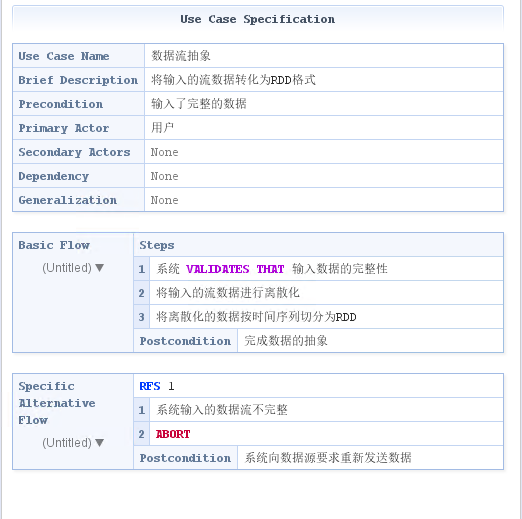 Use Case Specification
Use Case Name 数据流抽象
Brief Description 将输入的流数据转化为RDD格式
Precondition 输入了完整的数据
Primary Actor 用户
Secondary Actors None
Dependency None
Generalization None
Basic Flow Steps
(Untitled) ▼
1 系统 VALIDATES THAT 输入数据的完整性
2 将输入的流数据进行离散化
3 将离散化的数据按时间序列切分为RDD
Postcondition 完成数据的抽象
Specific
Alternative
Flow
(Untitled) ▼
RFS 1
1 系统输入的数据流不完整
2 ABORT
Postcondition 系统向数据源要求重新发送数据